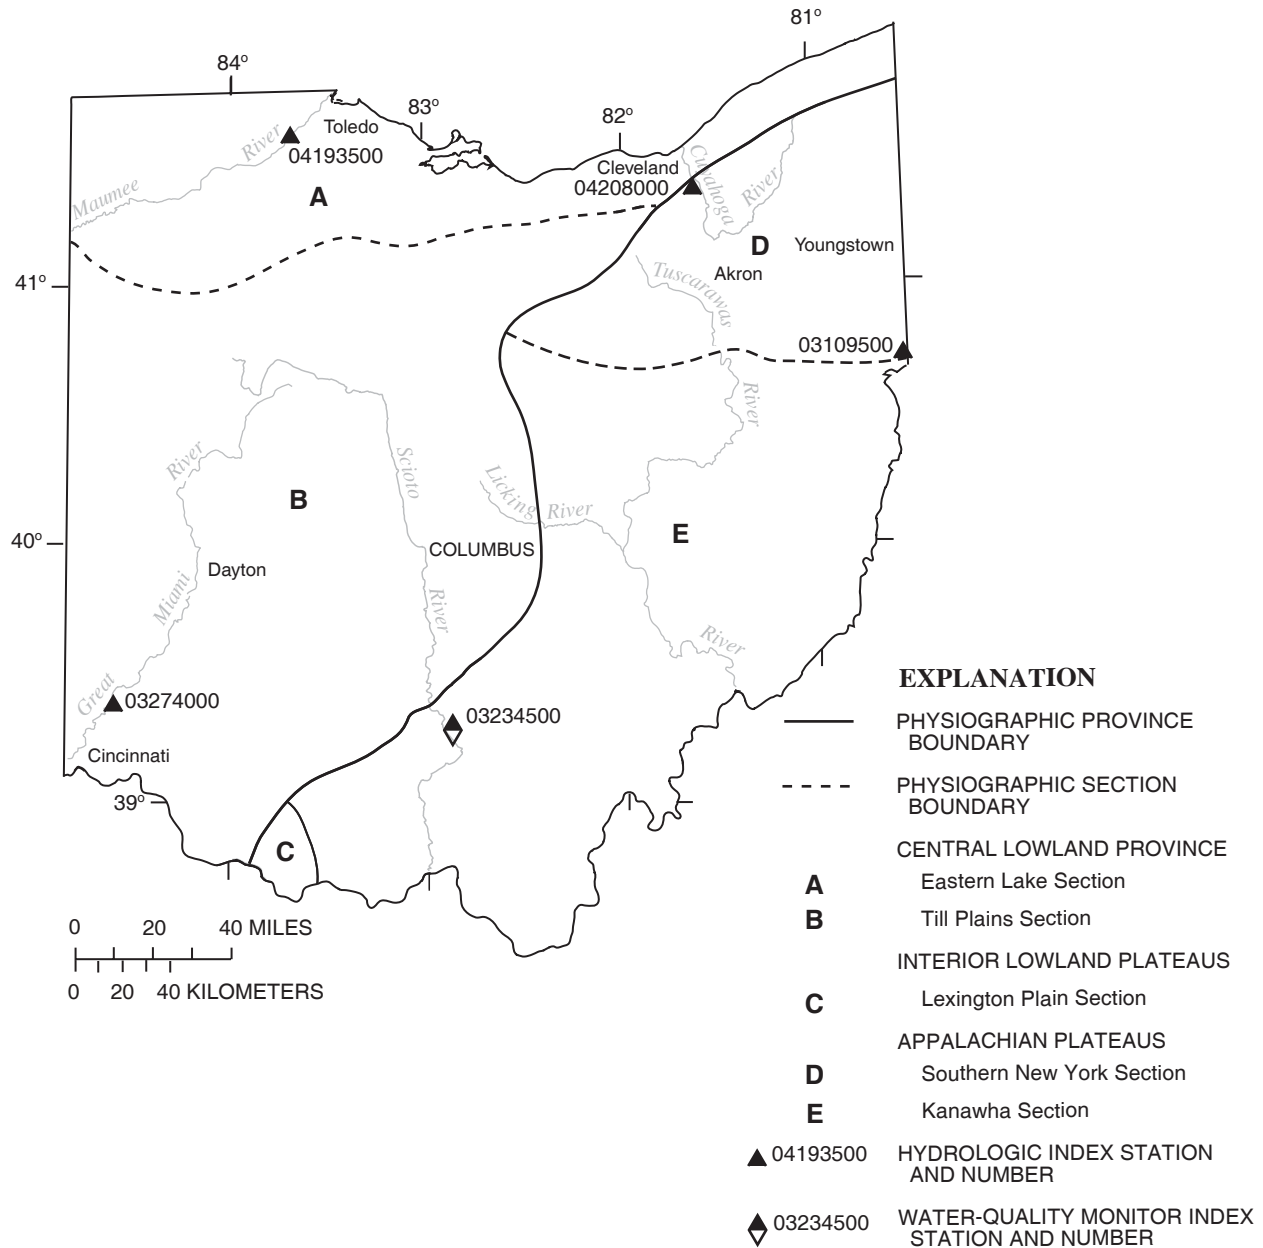 81°
84°
83°
82°
Toledo
River
04193500
Cleveland
04208000
Cuyahoga
River
Maumee
A
D
Youngstown
Akron
Tuscarawas
41°
03109500
River
River
Scioto
Licking River
B
E
40°
COLUMBUS
Dayton
Miami
River
River
Great
03274000
03234500
Cincinnati
39°
C
0 20 40 MILES
0 20 40 KILOMETERS
EXPLANATION
PHYSIOGRAPHIC PROVINCE
BOUNDARY
PHYSIOGRAPHIC SECTION
BOUNDARY
CENTRAL LOWLAND PROVINCE
A Eastern Lake Section
B Till Plains Section
INTERIOR LOWLAND PLATEAUS
C Lexington Plain Section
APPALACHIAN PLATEAUS
D Southern New York Section
E Kanawha Section
04193500 HYDROLOGIC INDEX STATION
AND NUMBER
03234500 WATER-QUALITY MONITOR INDEX
STATION AND NUMBER